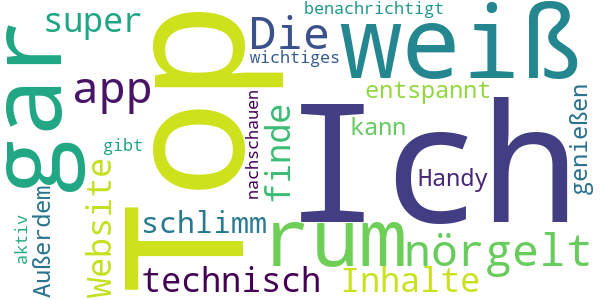 benachrichtigt
super
Die
weiß
wichtiges
gar
Top
app
entspannt
finde
nachschauen
kann
genießen
Ich
gibt
Website
Handy
aktiv
Außerdem
schlimm
rum
nörgelt
technisch
Inhalte